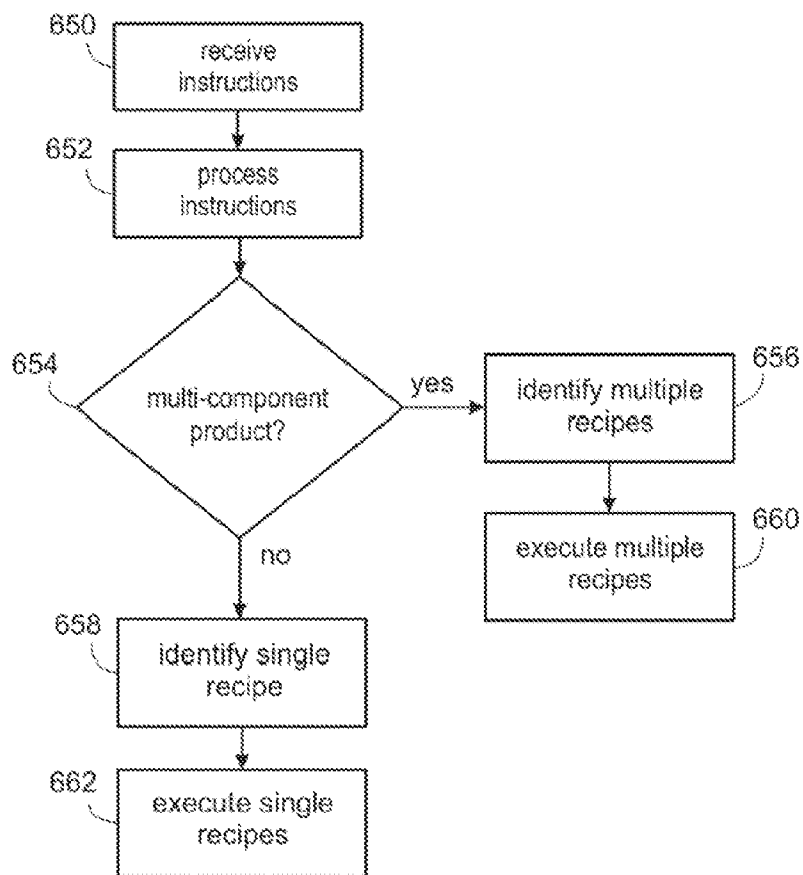 650
receive
instructions
652
process
instructions
654
multi-component
product?
yes
656
identify multiple
recipes
660
execute multiple
recipes
no
658
identify single
recipe
662
execute single
recipes